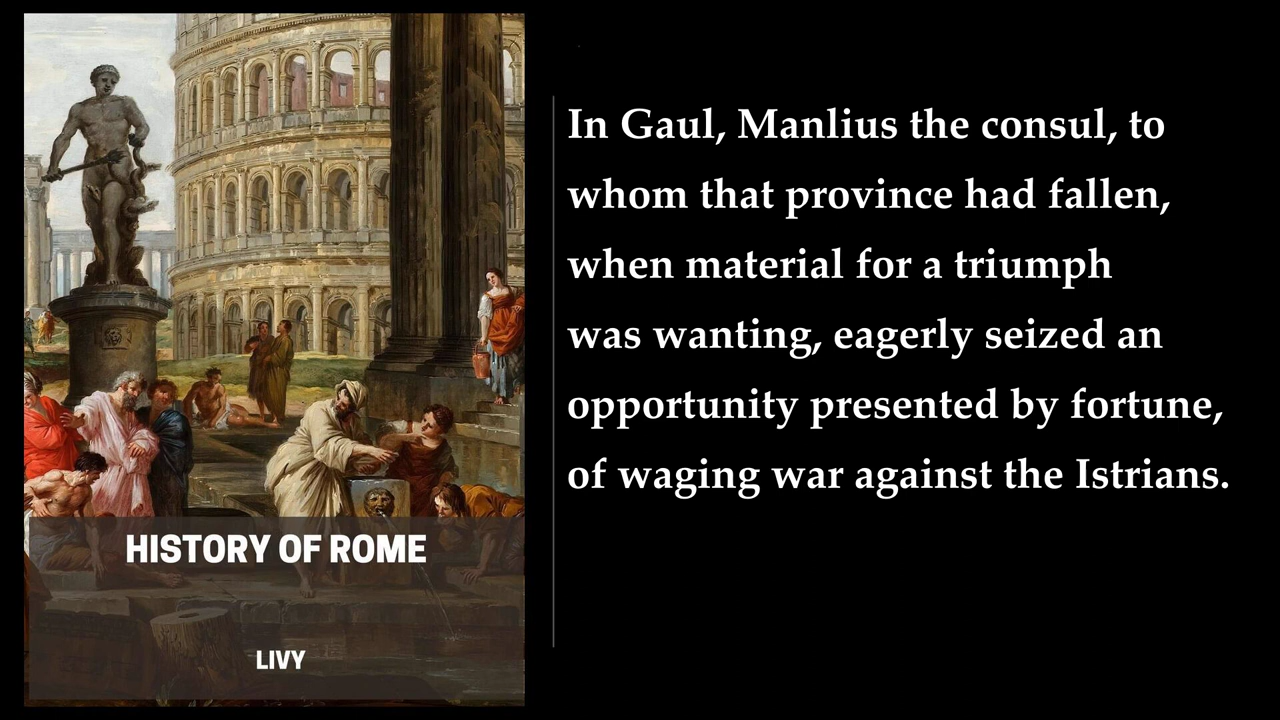 HISTORY OF ROME
LIVY
In Gaul, Manlius the consul, to
whom that province had fallen,
when material for a triumph
was wanting, eagerly seized an
opportunity presented by fortune,
of waging war against the Istrians.